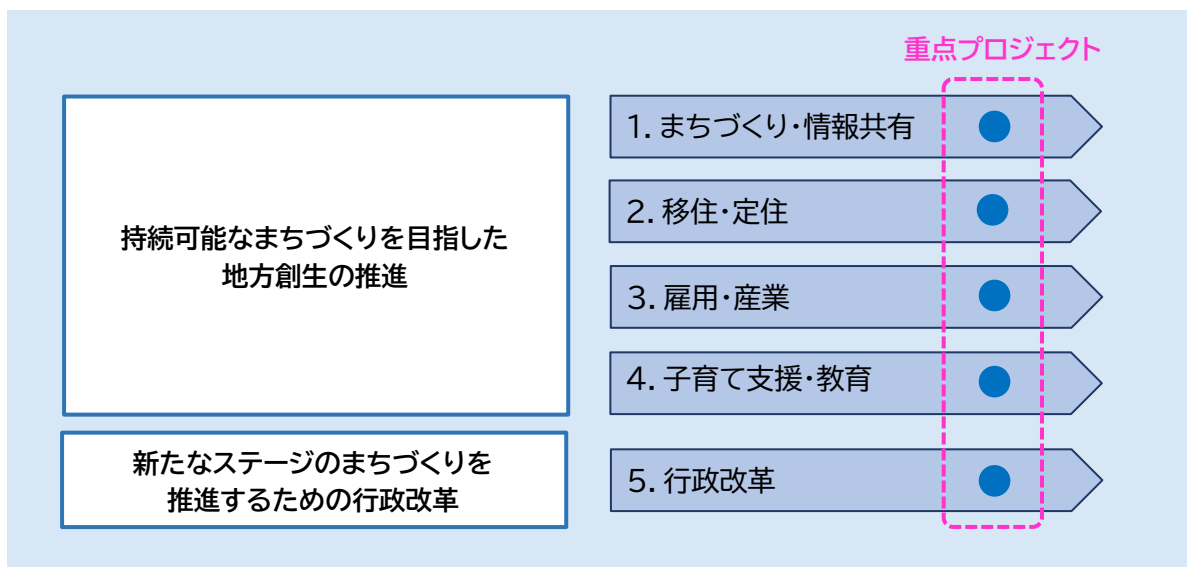 重点プロジェクト
持続可能なまちづくりを目指した
地方創生の推進
1. まちづくり・情報共有
2. 移住・定住
3. 雇用・産業
4. 子育て支援・教育
新たなステージのまちづくりを
推進するための行政改革
5. 行政改革